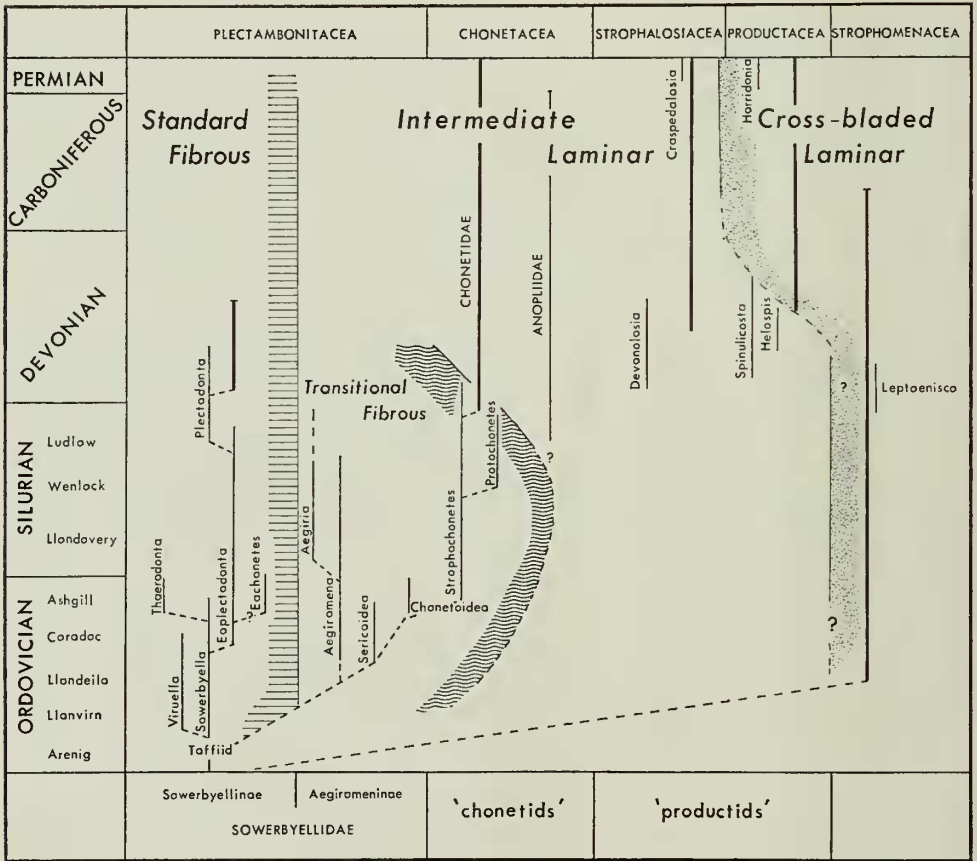 PLECTAMBONITACEA
CHONETACEA
STROPHALOSIACEA
PRODUCTACEA
STROPHOMENACEA
PERMIAN
CARBONIFEROUS
DEVONIAN
SILURIAN
Ludlow
Wenlock
Llandovery
ORDOVICIAN
Ashgill
Caradoc
Llandeilo
Llanvirn
Arenig
Standard
Fibrous
Intermediate
Laminar
Cross-bladed
Laminar
Transitional
Fibrous
Plectodonta
Thaerodonta
Eoplectodonta
?Eochonetes
Viruella
Sowerbyella
Taffiid
Aegiria
Aegiromena
Sericoidea
Chonetoidea
Strophochonetes
Protochonetes
CHONETIDAE
ANOPLIIDAE
?
Devonolosia
Craspedalosia
Spinulicosta
Helospis
Horridonia
?
Leptaenisca
?
Sowerbyellinae
Aegiromeninae
SOWERBYELLIDAE
'chonetids'
'productids'